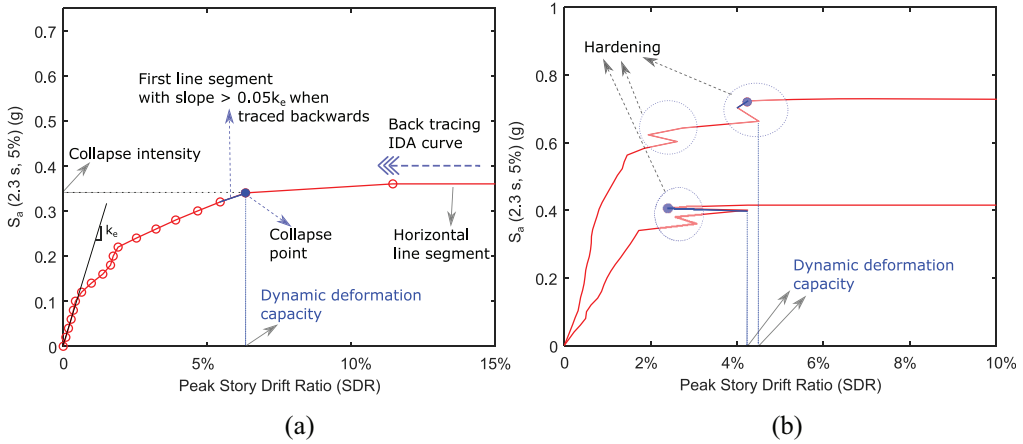 0.7
0.6
0.5
0.4
0.3
0.2
0.1
0
S_a (2.3 s, 5%) (g)
First line segment
with slope > 0.05k_e when
traced backwards
Collapse intensity
Back tracing
IDA curve
k_e
Collapse
point
Horizontal
line segment
Dynamic deformation
capacity
0
5%
10%
15%
Peak Story Drift Ratio (SDR)
(a)
1
0.8
0.6
0.4
0.2
0
S_a (2.3 s, 5%) (g)
Hardening
Dynamic deformation
capacity
0
2%
4%
6%
8%
10%
Peak Story Drift Ratio (SDR)
(b)